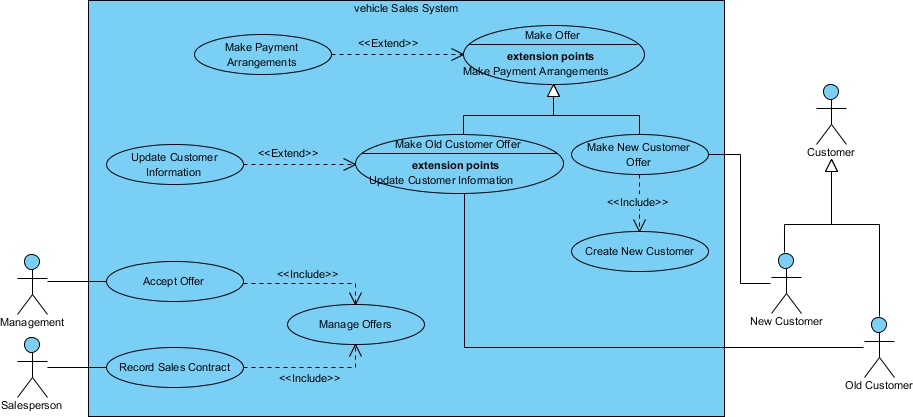 vehicle Sales System
Make Payment
Arrangements
<<Extend>>
Make Offer
extension points
Make Payment Arrangements
Update Customer
Information
<<Extend>>
Make Old Customer Offer
extension points
Update Customer Information
Make New Customer
Offer
<<Include>>
Create New Customer
Customer
New Customer
Old Customer
Management
Accept Offer
<<Include>>
Manage Offers
Salesperson
Record Sales Contract
<<Include>>